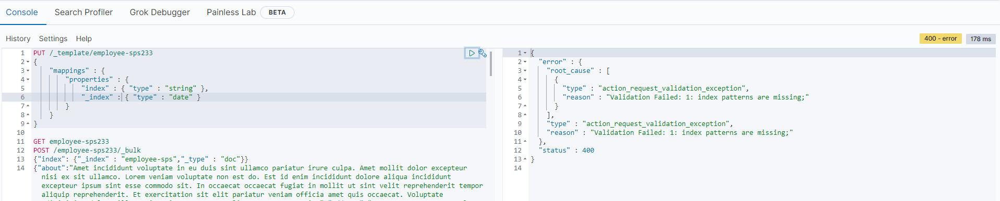 Console Search Profiler Grok Debugger Painless Lab BETA
History Settings Help
400 - error 178 ms
1 PUT /_template/employee-sps233
2 {
3 "mappings" : {
4 "properties" : {
5 "index" : { "type" : "string" },
6 "_index" : { "type" : "date" }
7 }
8 }
9 }
10
11 GET employee-sps233
12 POST /employee-sps233/_bulk
13 {"index": {"_index" : "employee-sps","_type" : "doc"}}
14 {"about":"Amet incididunt voluptate in eu duis sint ullamco pariatur irure culpa. Amet mollit dolor excepteur
nisi ex sit ullamco. Lorem veniam voluptate non est do. Est id enim incididunt dolore aliqua incididunt
excepteur ipsum sint esse commodo sit. In occaecat occaecat fugiat in mollit ut sint velit reprehenderit tempor
aliquip reprehenderit. Et exercitation sit elit pariatur veniam officia amet quis occaecat. Voluptate
1 {
2 "error" : {
3 "root_cause" : [
4 {
5 "type" : "action_request_validation_exception",
6 "reason" : "Validation Failed: 1: index patterns are missing;"
7 }
8 ],
9 "type" : "action_request_validation_exception",
10 "reason" : "Validation Failed: 1: index patterns are missing;"
11 },
12 "status" : 400
13 }
14